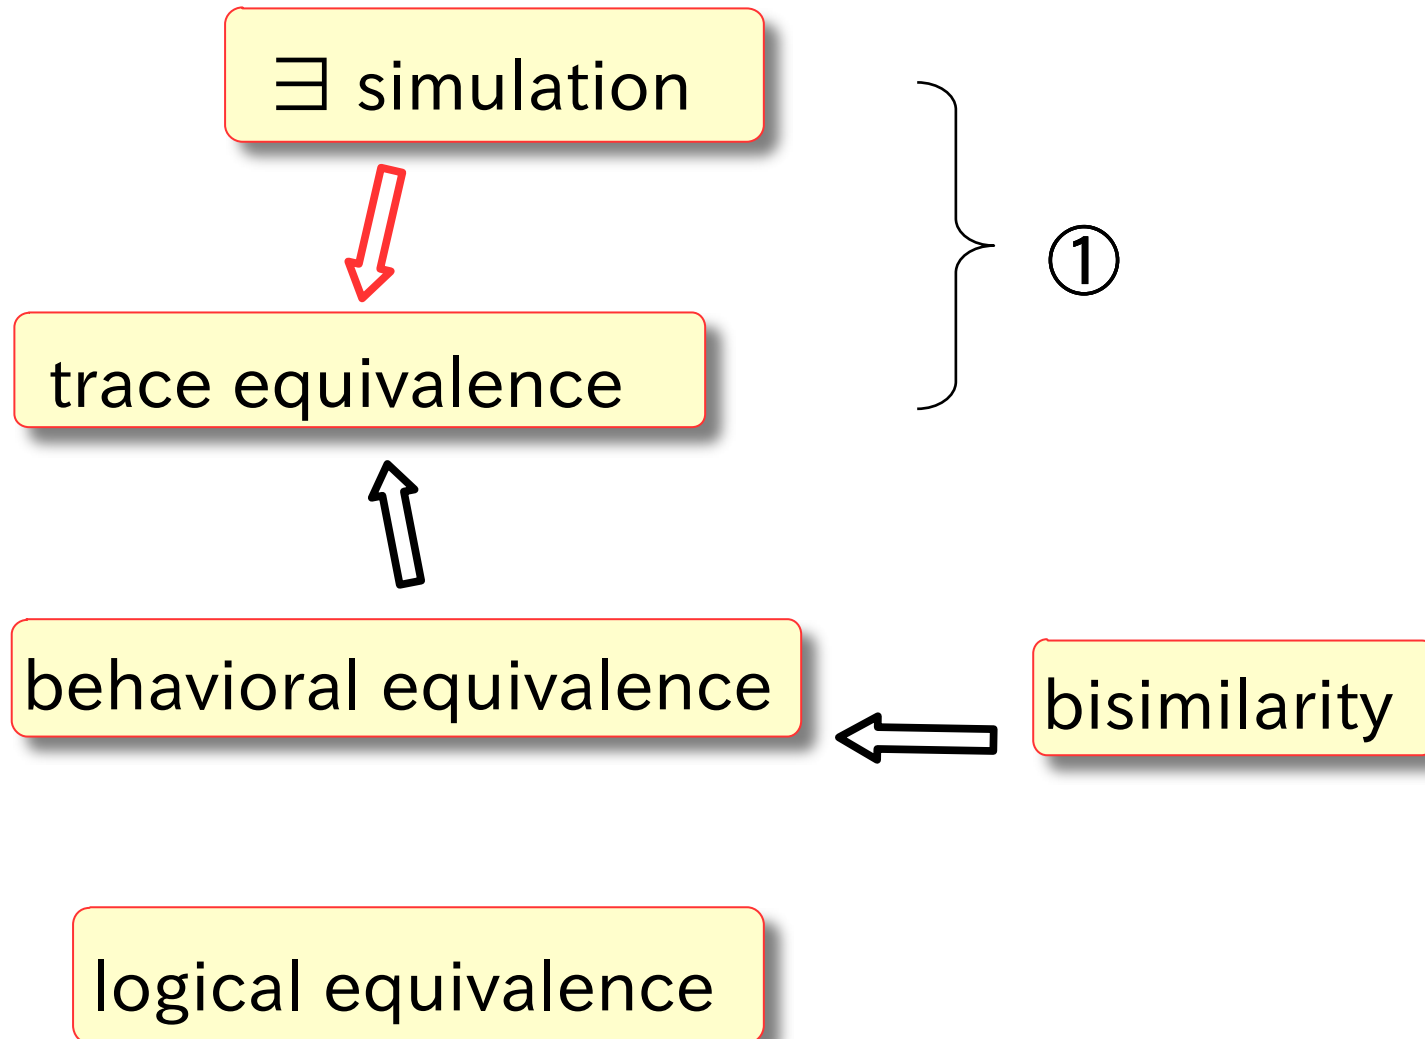 ∃ simulation
①
trace equivalence
behavioral equivalence
bisimilarity
logical equivalence